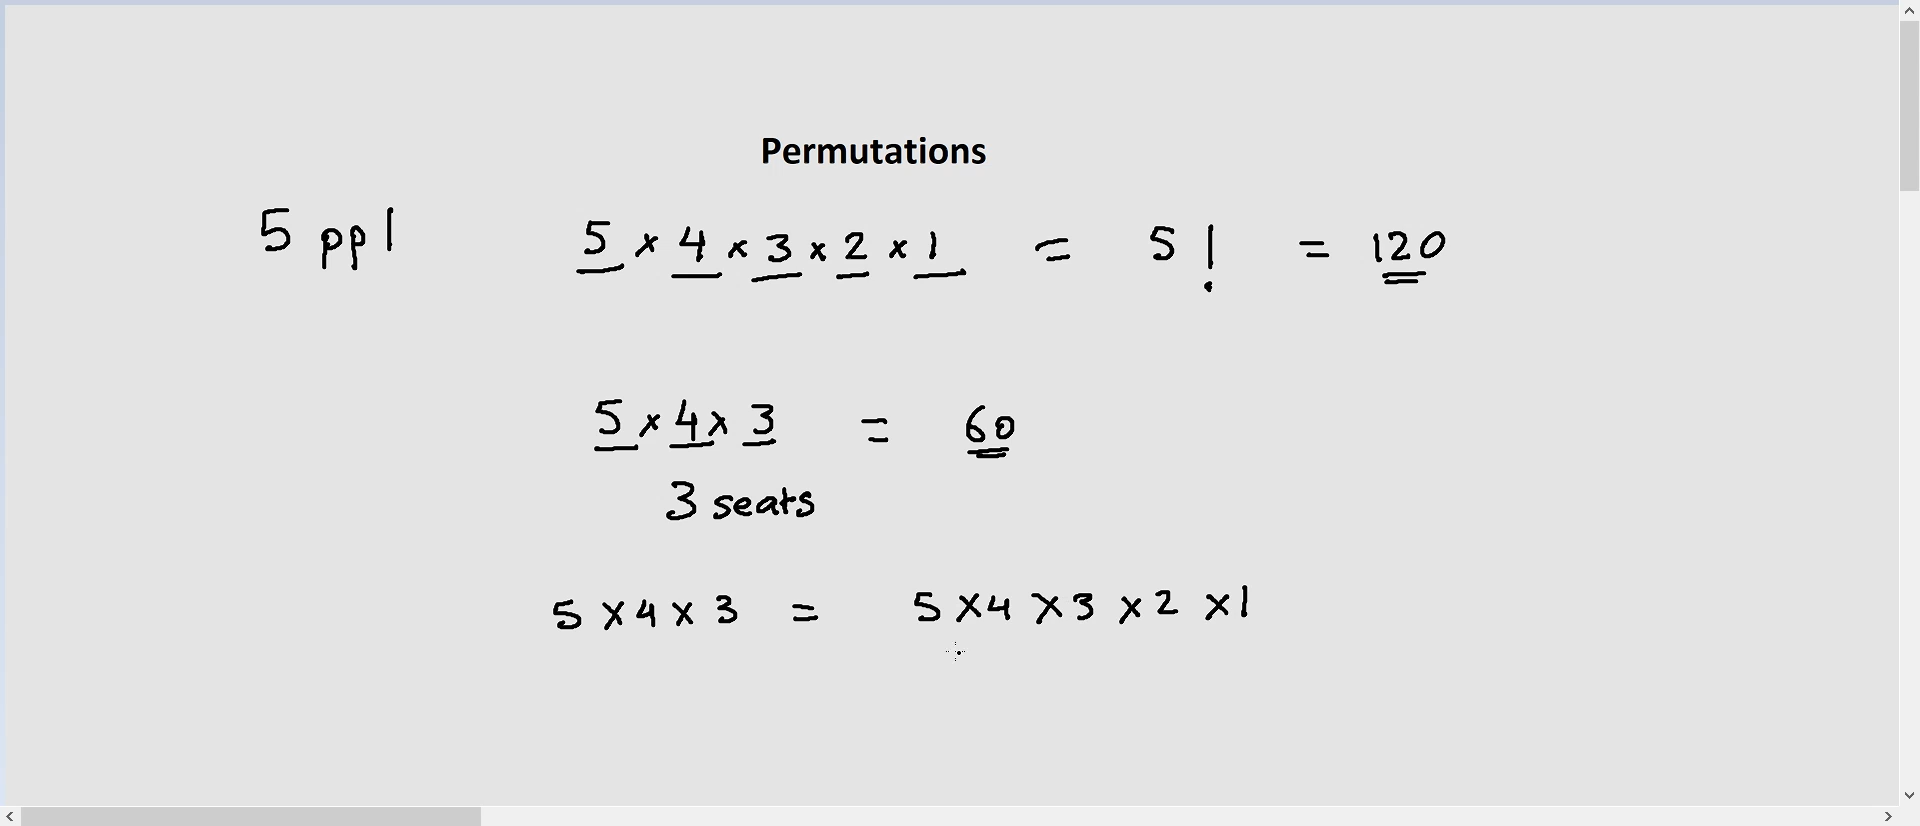 Permutations
5 ppl 5 × 4 × 3 × 2 × 1 = 5! = 120
5 × 4 × 3 = 60
3 seats
5 × 4 × 3 = 5 × 4 × 3 × 2 × 1